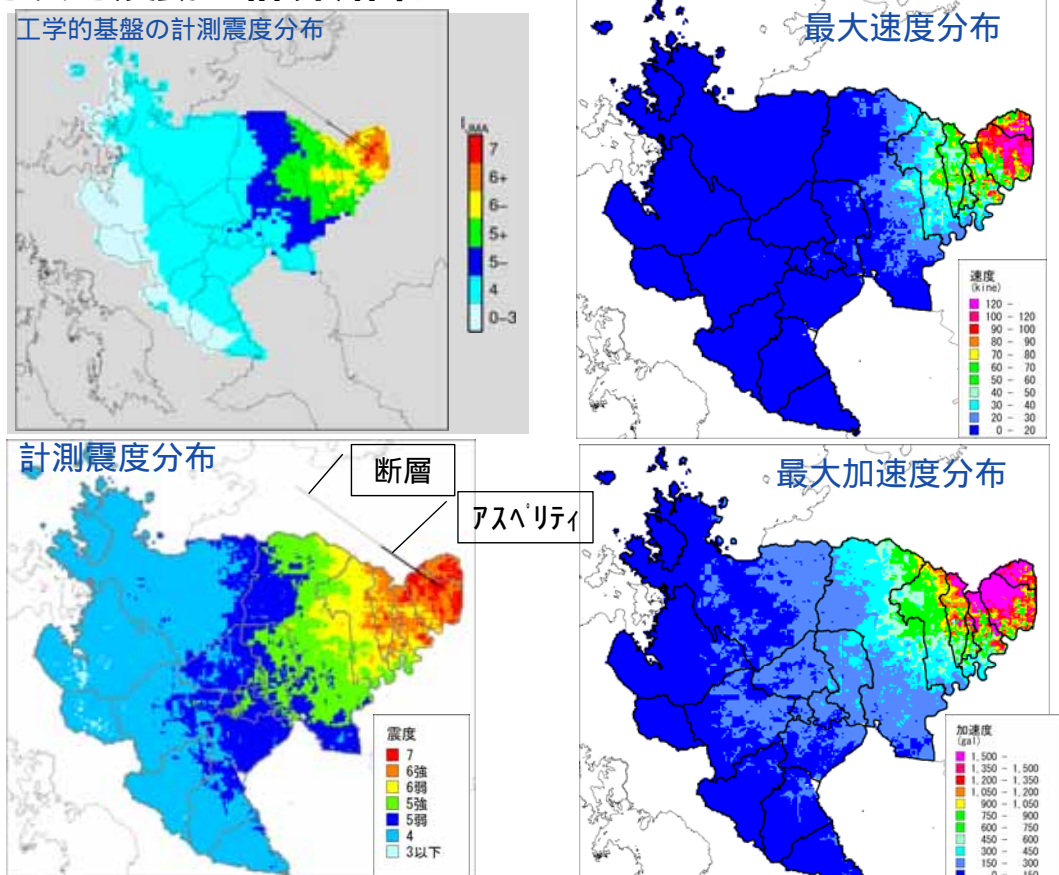 工学的基盤の計測震度分布
IJMA
7
6+
6−
5+
5−
4
0−3
最大速度分布
速度
(kine)
120 −
100 − 120
90 − 100
80 − 90
70 − 80
60 − 70
50 − 60
40 − 50
30 − 40
20 − 30
0 − 20
計測震度分布
断層
アスペリティ
震度
7
6強
6弱
5強
5弱
4
3以下
最大加速度分布
加速度
(gal)
1,500 −
1,350 − 1,500
1,200 − 1,350
1,050 − 1,200
900 − 1,050
750 − 900
600 − 750
450 − 600
300 − 450
150 − 300
0 − 150